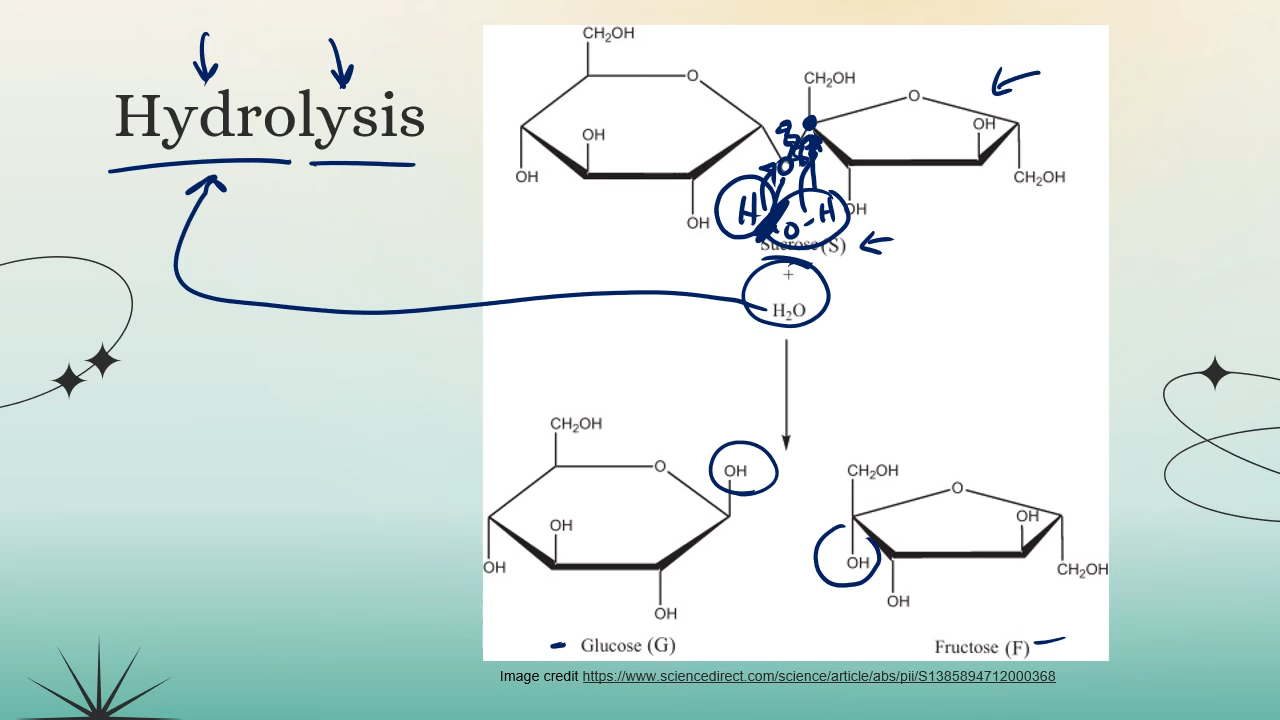 Hydrolysis
CH₂OH
O
OH
OH
OH
CH₂OH
O
OH
OH
CH₂OH
O
H
O-H
Sucrose (S)
+
H₂O
CH₂OH
O
OH
OH
OH
OH
CH₂OH
O
OH
OH
OH
CH₂OH
Glucose (G)
Fructose (F)
Image credit https://www.sciencedirect.com/science/article/abs/pii/S1385894712000368